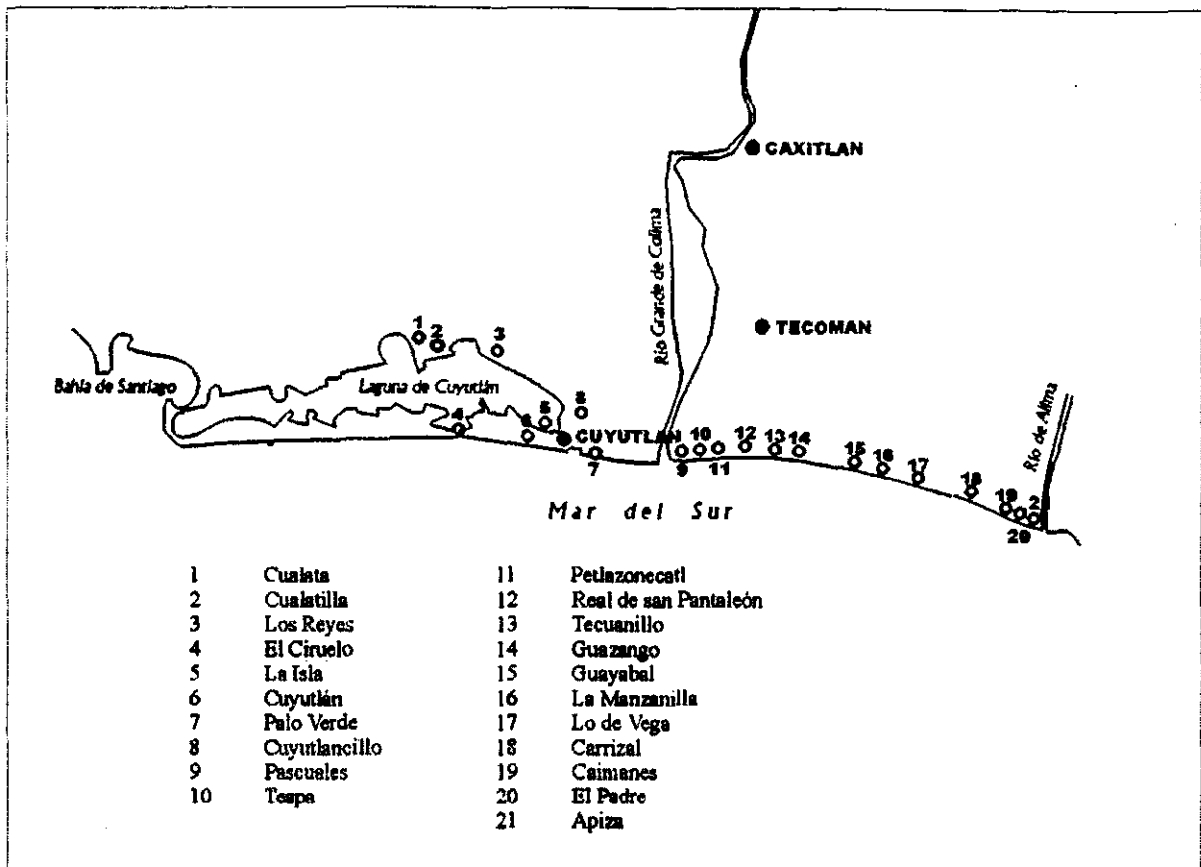 CAXITLAN
Río Grande de Colima
TECOMAN
1
2
3
Bahía de Santiago
Laguna de Cuyutlán
Río de Alima
4
5
6
8
CUYUTLAN
7
9
10
11
12
13
14
15
16
17
18
19
20
2
Mar del Sur
1 Cualata
2 Cualatilla
3 Los Reyes
4 El Ciruelo
5 La Isla
6 Cuyutlán
7 Palo Verde
8 Cuyutlancillo
9 Pascuales
10 Teapa
11 Petlazonecatl
12 Real de san Pantaleón
13 Tecuanillo
14 Guazango
15 Guayabal
16 La Manzanilla
17 Lo de Vega
18 Carrizal
19 Caimanes
20 El Padre
21 Apiza